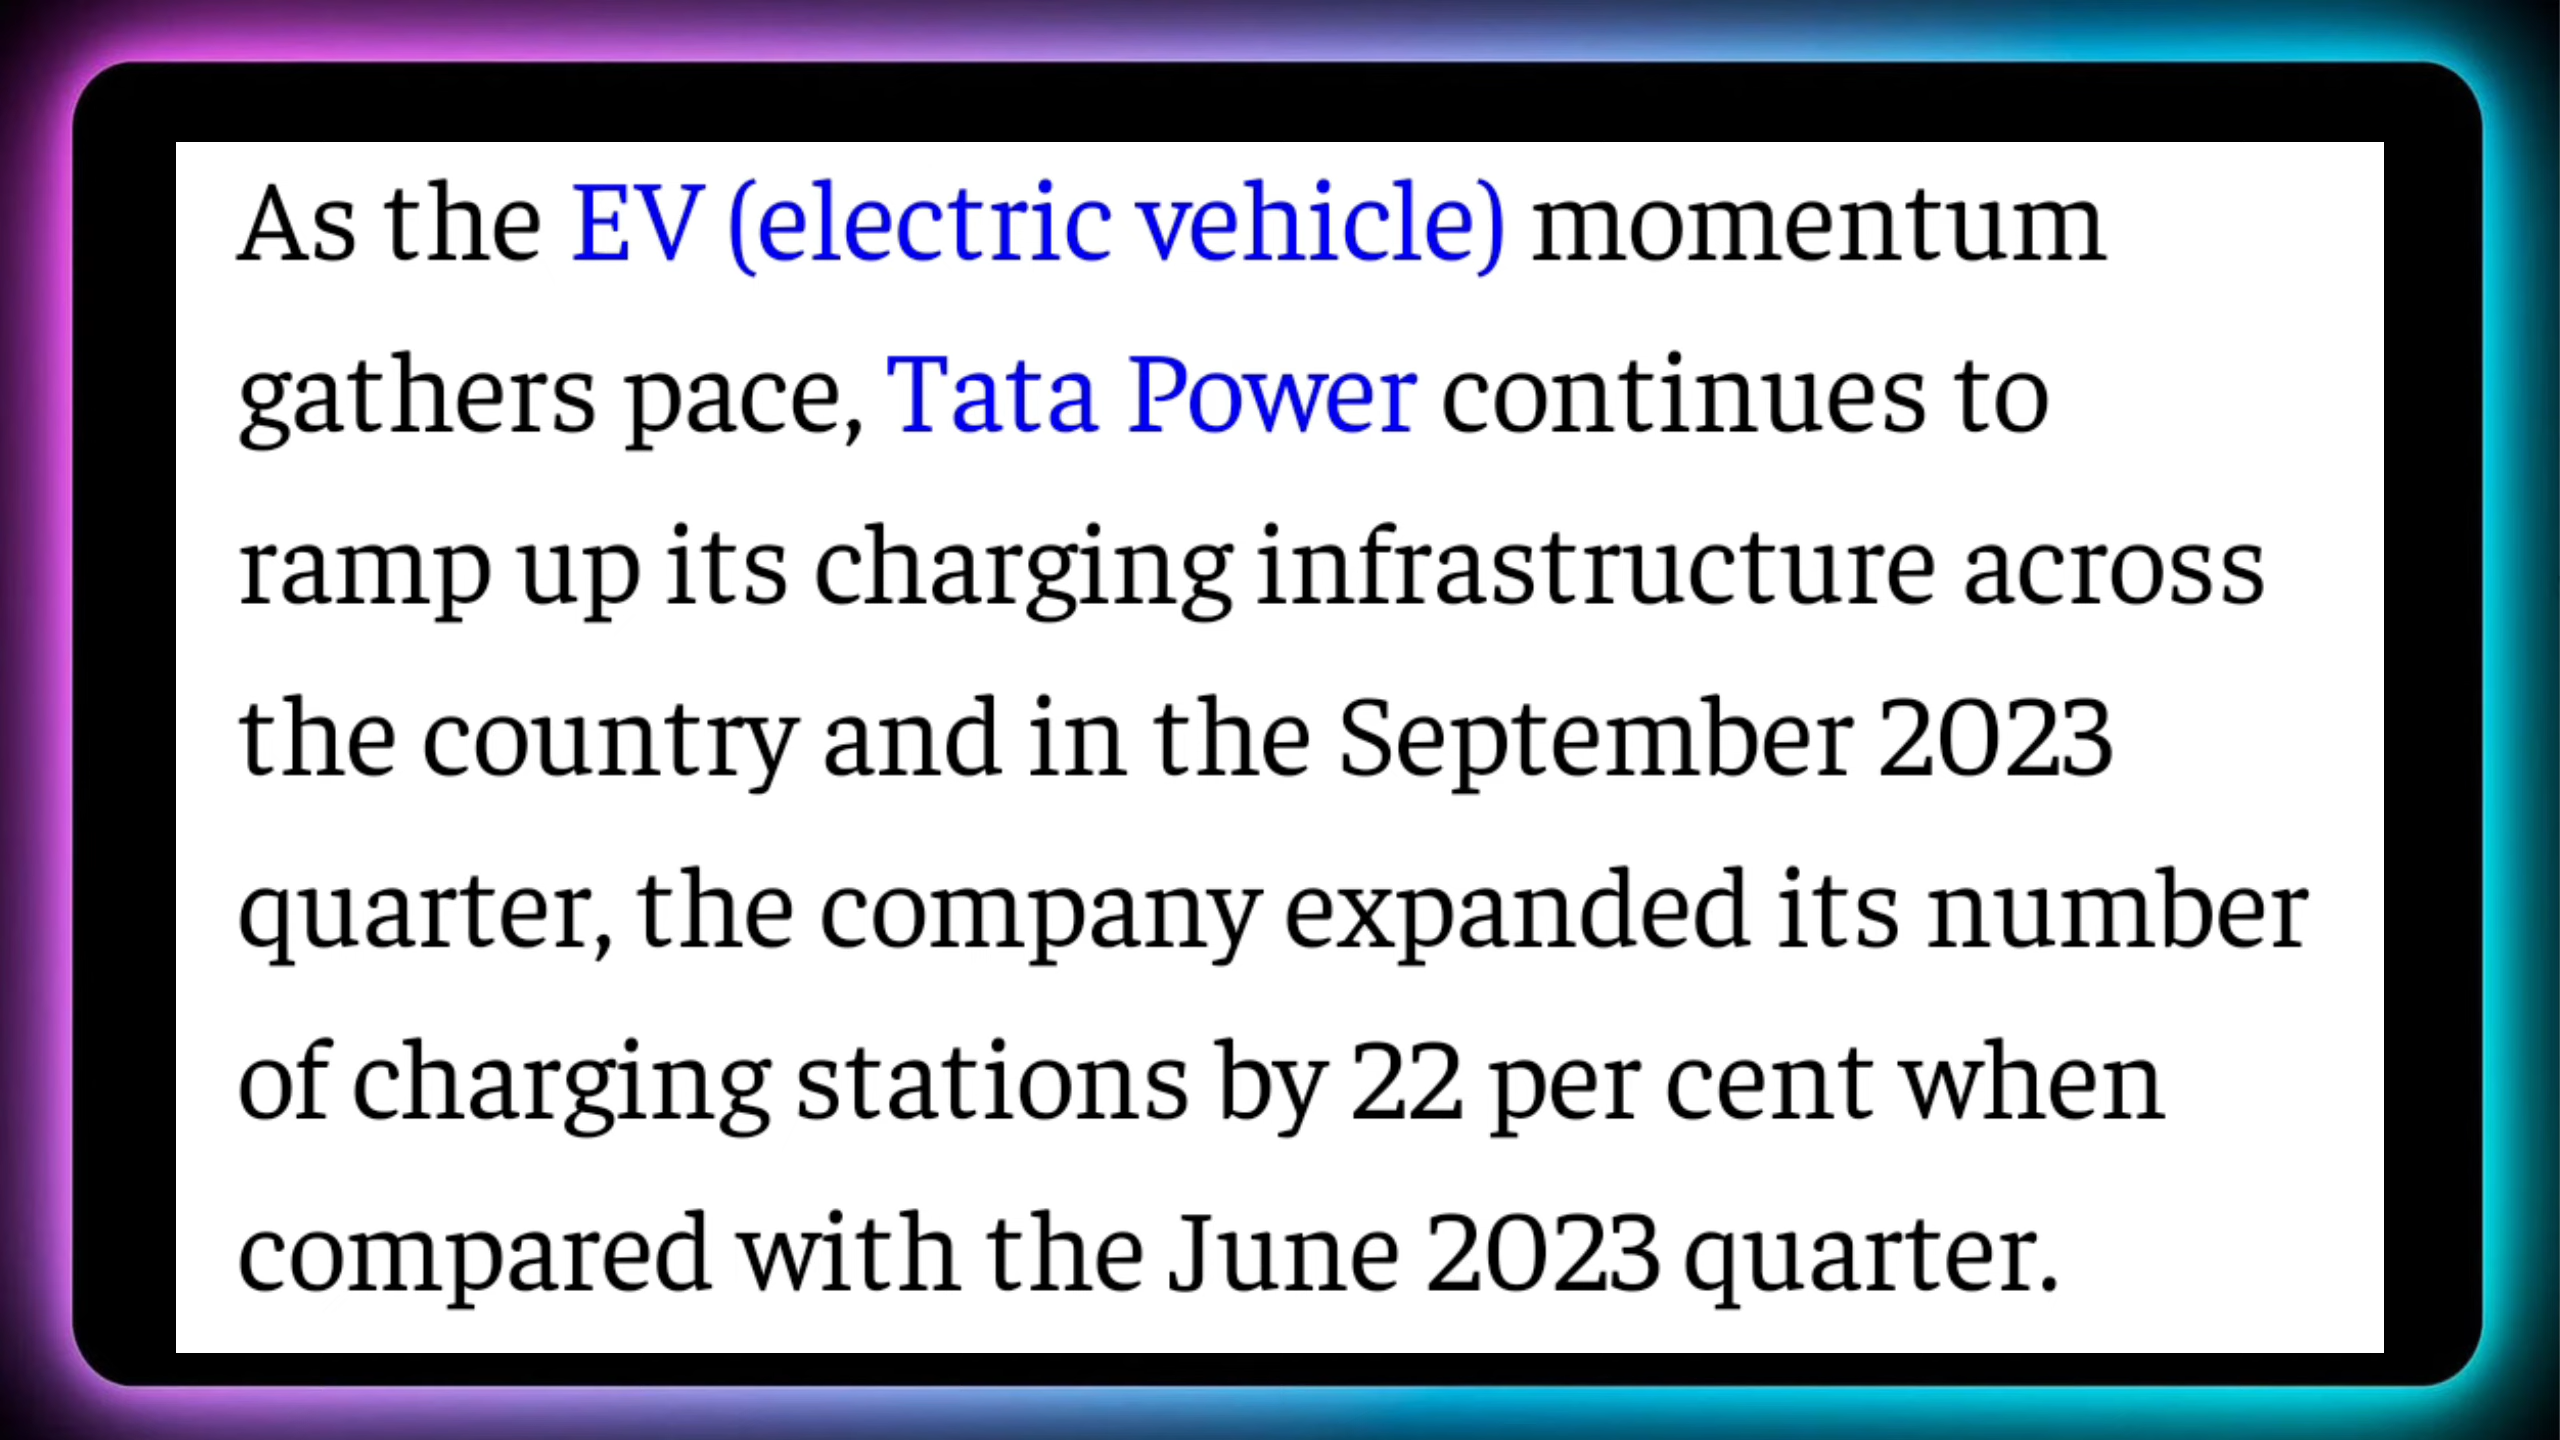 As the EV (electric vehicle) momentum
gathers pace, Tata Power continues to
ramp up its charging infrastructure across
the country and in the September 2023
quarter, the company expanded its number
of charging stations by 22 per cent when
compared with the June 2023 quarter.